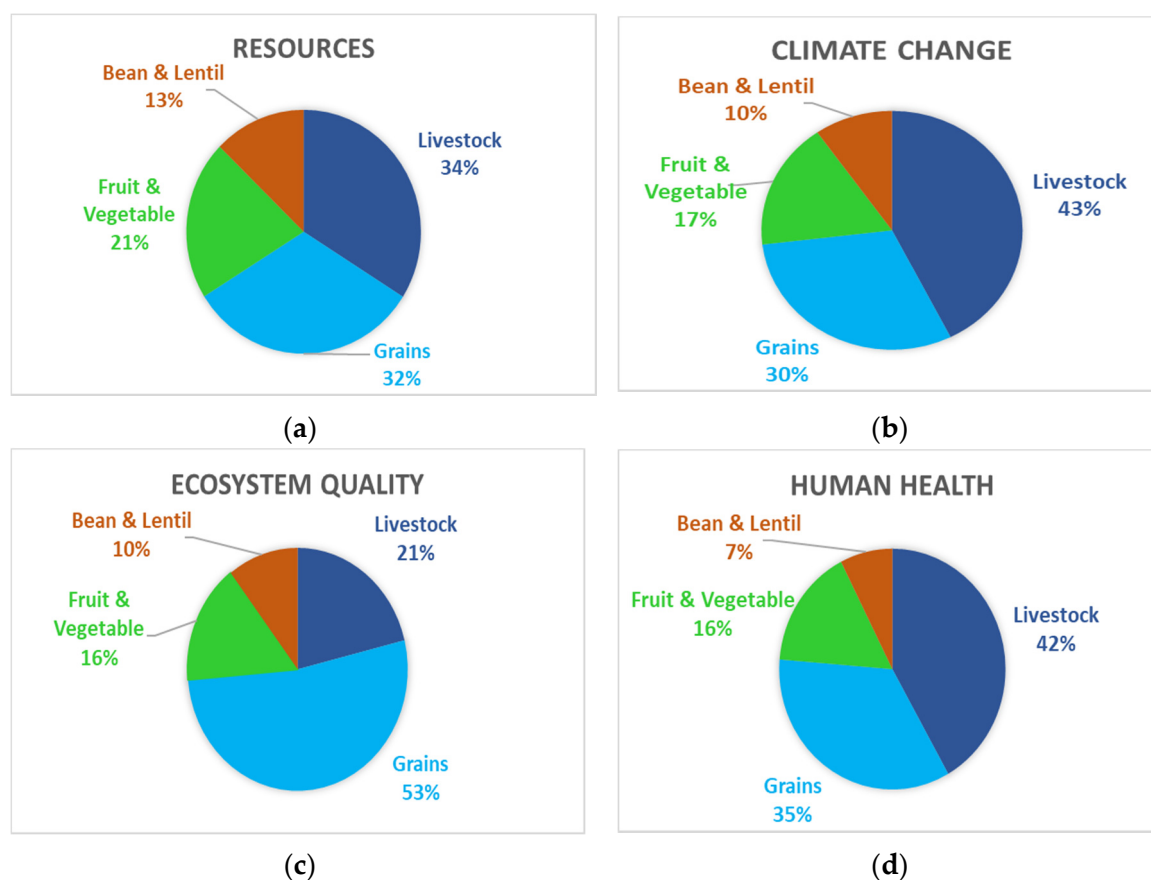 RESOURCES
Bean & Lentil
13%
Livestock
34%
Fruit &
Vegetable
21%
Grains
32%
(a)
CLIMATE CHANGE
Bean & Lentil
10%
Fruit &
Vegetable
17%
Livestock
43%
Grains
30%
(b)
ECOSYSTEM QUALITY
Bean & Lentil
10%
Livestock
21%
Fruit &
Vegetable
16%
Grains
53%
(c)
HUMAN HEALTH
Bean & Lentil
7%
Fruit & Vegetable
16%
Livestock
42%
Grains
35%
(d)